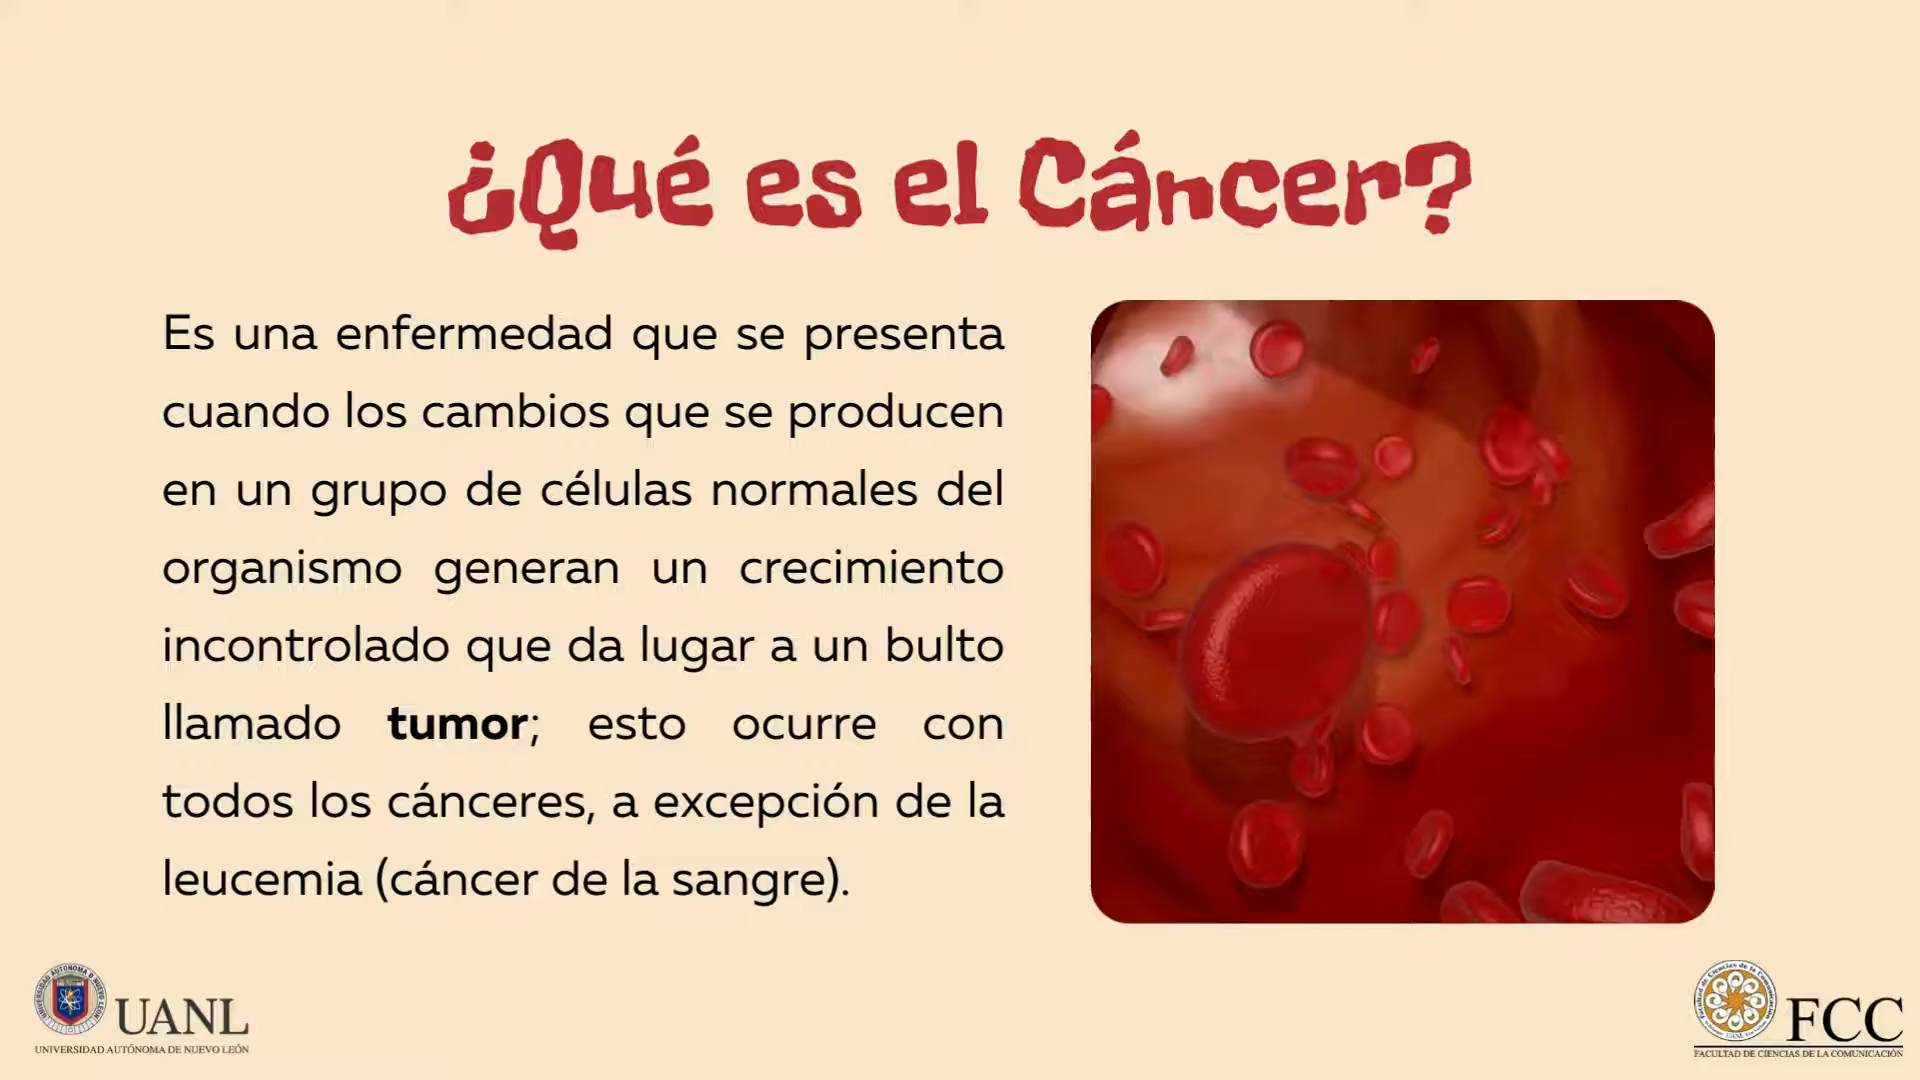 ¿Qué es el Cáncer?
Es una enfermedad que se presenta
cuando los cambios que se producen
en un grupo de células normales del
organismo generan un crecimiento
incontrolado que da lugar a un bulto
llamado tumor; esto ocurre con
todos los cánceres, a excepción de la
leucemia (cáncer de la sangre).
UANL
UNIVERSIDAD AUTÓNOMA DE NUEVO LEÓN
FCC
FACULTAD DE CIENCIAS DE LA COMUNICACIÓN